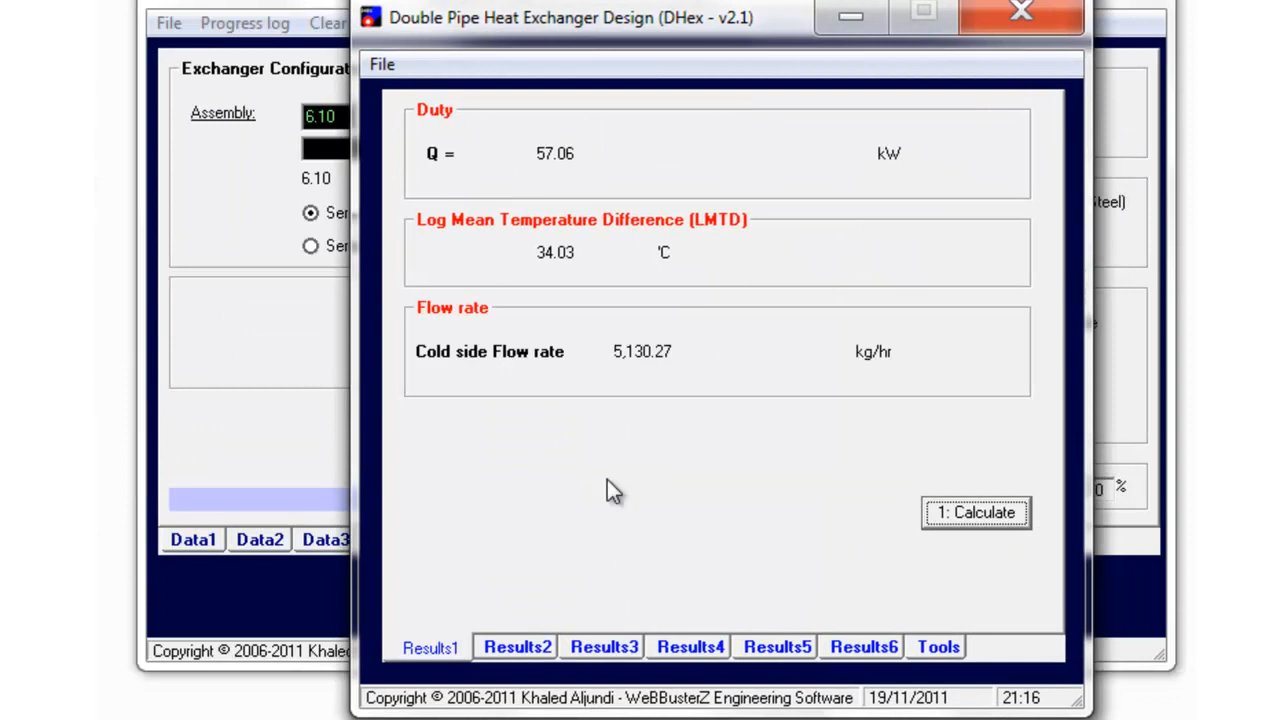 Double Pipe Heat Exchanger Design (DHex - v2.1)
File Progress log Clear
File
Exchanger Configurat
Assembly:
6.10
6.10
Ser
Ser
Steel)
0 %
Data1 Data2 Data3
Copyright © 2006-2011 Khaled
Duty
Q = 57.06 kW
Log Mean Temperature Difference (LMTD)
34.03 'C
Flow rate
Cold side Flow rate 5,130.27 kg/hr
1: Calculate
Results1 Results2 Results3 Results4 Results5 Results6 Tools
Copyright © 2006-2011 Khaled Aljundi - WeBBusterZ Engineering Software 19/11/2011 21:16